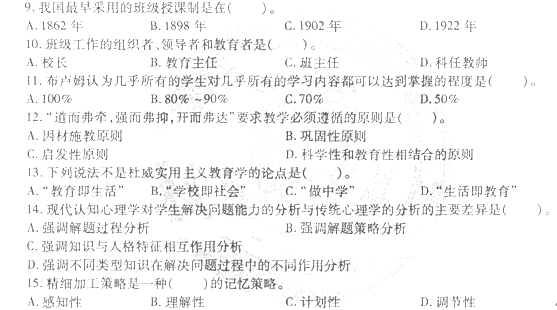 9. 我国最早采用的班级授课制是在(　　)。
A. 1862 年　B. 1898 年　C. 1902 年　D. 1922 年
10. 班级工作的组织者、领导者和教育者是(　　)。
A. 校长　B. 教育主任　C. 班主任　D. 科任教师
11. 布卢姆认为几乎所有的学生对几乎所有的学习内容都可以达到掌握的程度是(　　)。
A. 100%　B. 80% ~90%　C. 70%　D. 50%
12. “道而弗牵,强而弗抑,开而弗达”要求教学必须遵循的原则是(　　)。
A. 因材施教原则　B. 巩固性原则
C. 启发性原则　D. 科学性和教育性相结合的原则
13. 下列说法不是杜威实用主义教育学的论点是(　　)。
A. “教育即生活”　B. “学校即社会”　C. “做中学”　D. “生活即教育”
14. 现代认知心理学对学生解决问题能力的分析与传统心理学的分析的主要差异是(　　)。
A. 强调解题过程分析　B. 强调解题策略分析
C. 强调知识与人格特征相互作用分析
D. 强调不同类型知识在解决问题过程中的不同作用分析
15. 精细加工策略是一种(　　)的记忆策略。
A. 感知性　B. 理解性　C. 计划性　D. 调节性